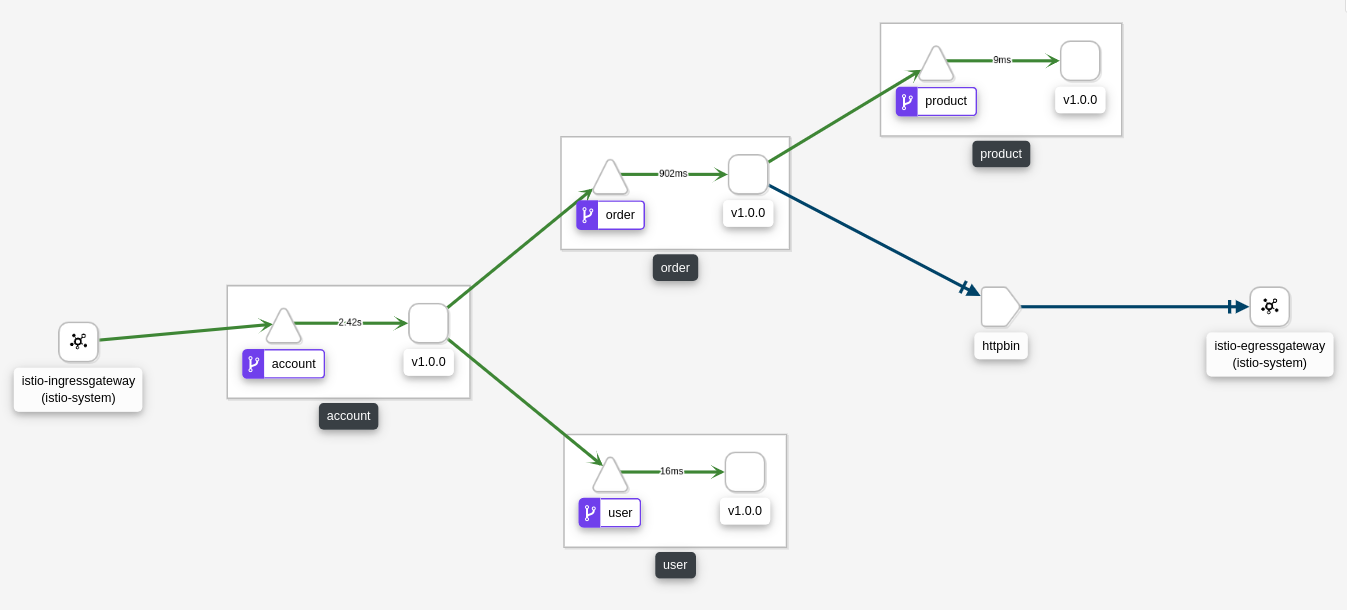 9ms
product
v1.0.0
product
902ms
order
v1.0.0
order
2.42s
account
v1.0.0
account
istio-ingressgateway
(istio-system)
httpbin
istio-egressgateway
(istio-system)
16ms
user
v1.0.0
user